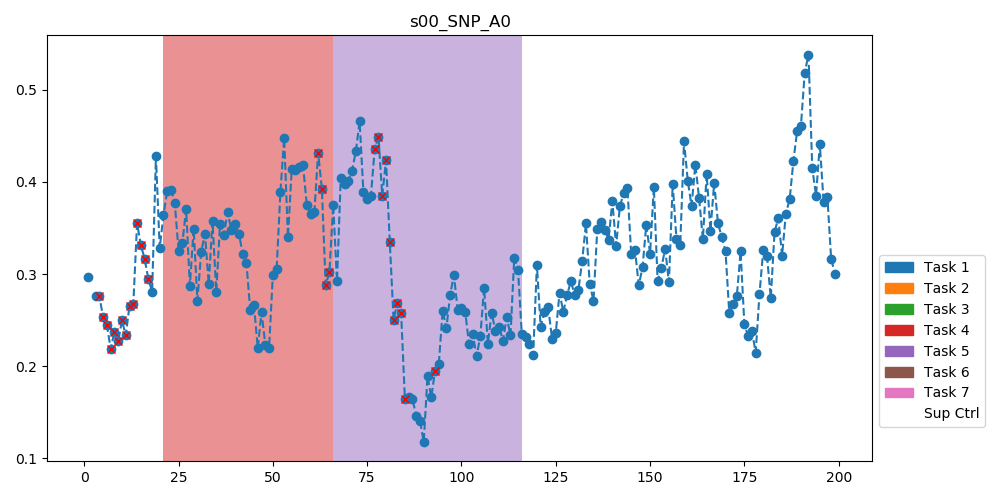 s00_SNP_A0
0.5
0.4
0.3
0.2
0.1
0 25 50 75 100 125 150 175 200
Task 1
Task 2
Task 3
Task 4
Task 5
Task 6
Task 7
Sup Ctrl